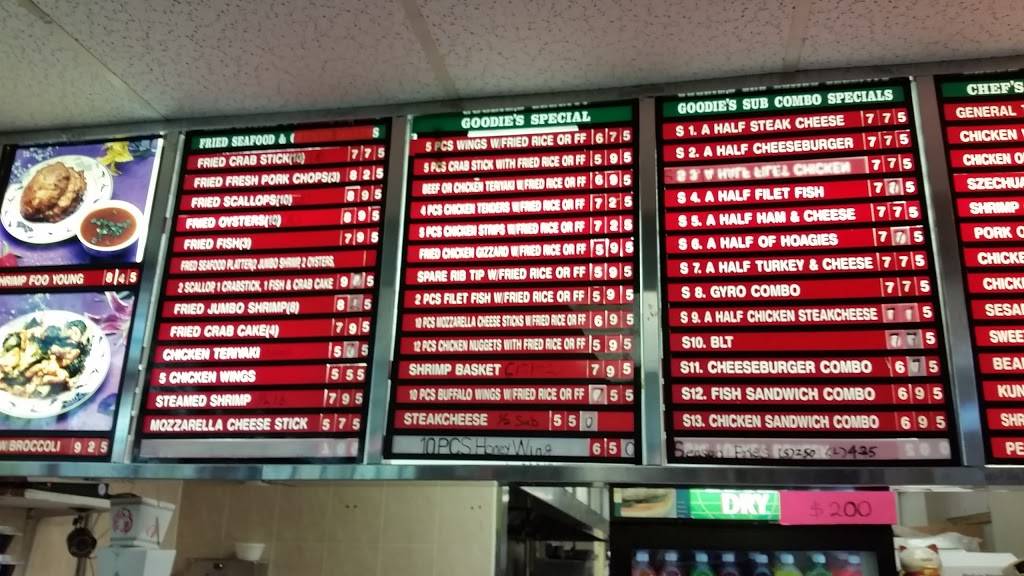 SHRIMP FOO YOUNG 8 4 5
W/BROCCOLI 9 2 5
FRIED SEAFOOD &
FRIED CRAB STICK(10) 7 7 5
FRIED FRESH PORK CHOPS(3) 8 2 5
FRIED SCALLOPS(10) 8 9 5
FRIED OYSTERS(10) 8 9 5
FRIED FISH(3) 7 9 5
FRIED SEAFOOD PLATTER(2 JUMBO SHRIMP, 2 OYSTERS,
2 SCALLOP, 1 CRABSTICK, 1 FISH & CRAB CAKE 9 5
FRIED JUMBO SHRIMP(8) 8 5
FRIED CRAB CAKE(4) 7 9 5
CHICKEN TERIYAKI 5 5
5 CHICKEN WINGS 5 5 5
STEAMED SHRIMP 7 9 5
MOZZARELLA CHEESE STICK 5 7 5
GOODIE'S SPECIAL
5 PCS WINGS W/FRIED RICE OR FF 6 7 5
5 PCS CRAB STICK WITH FRIED RICE OR FF 5 9 5
BEEF OR CHICKEN TERIYAKI W/FRIED RICE OR FF 6 9 5
4 PCS CHICKEN TENDERS W/FRIED RICE OR FF 7 2 5
5 PCS CHICKEN STRIPS W/FRIED RICE OR FF 7 2 5
FRIED CHICKEN GIZZARD W/FRIED RICE OR FF 5 9 5
SPARE RIB TIP W/FRIED RICE OR FF 5 9 5
2 PCS FILET FISH W/FRIED RICE OR FF 5 9 5
10 PCS MOZZARELLA CHEESE STICKS W/FRIED RICE OR FF 6 9 5
12 PCS CHICKEN NUGGETS WITH FRIED RICE OR FF 5 9 5
SHRIMP BASKET 7 9 5
10 PCS BUFFALO WINGS W/FRIED RICE OR FF 7 5 5
STEAKCHEESE ½ Sub 5 5 0
10 PCS Honey Wing 6 5 0
GOODIE'S SUB COMBO SPECIALS
S 1. A HALF STEAK CHEESE 7 7 5
S 2. A HALF CHEESEBURGER 7 7 5
CHICKEN 7 7 5
S 4. A HALF FILET FISH 7 5
S 5. A HALF HAM & CHEESE 7 7 5
S 6. A HALF OF HOAGIES 7 5
S 7. A HALF TURKEY & CHEESE 7 7 5
S 8. GYRO COMBO 7 7 5
S 9. A HALF CHICKEN STEAKCHEESE 5
S10. BLT 5
S11. CHEESEBURGER COMBO 6 5
S12. FISH SANDWICH COMBO 6 9 5
S13. CHICKEN SANDWICH COMBO 6 9 5
Fries (S) 250 (L) 425
CHEF'S
GENERAL
CHICKEN
CHICKEN
SZECHUA
SHRIMP
PORK
CHICKE
CHICK
SESA
SWEE
BEA
KUN
SHR
PE
DRY
$200